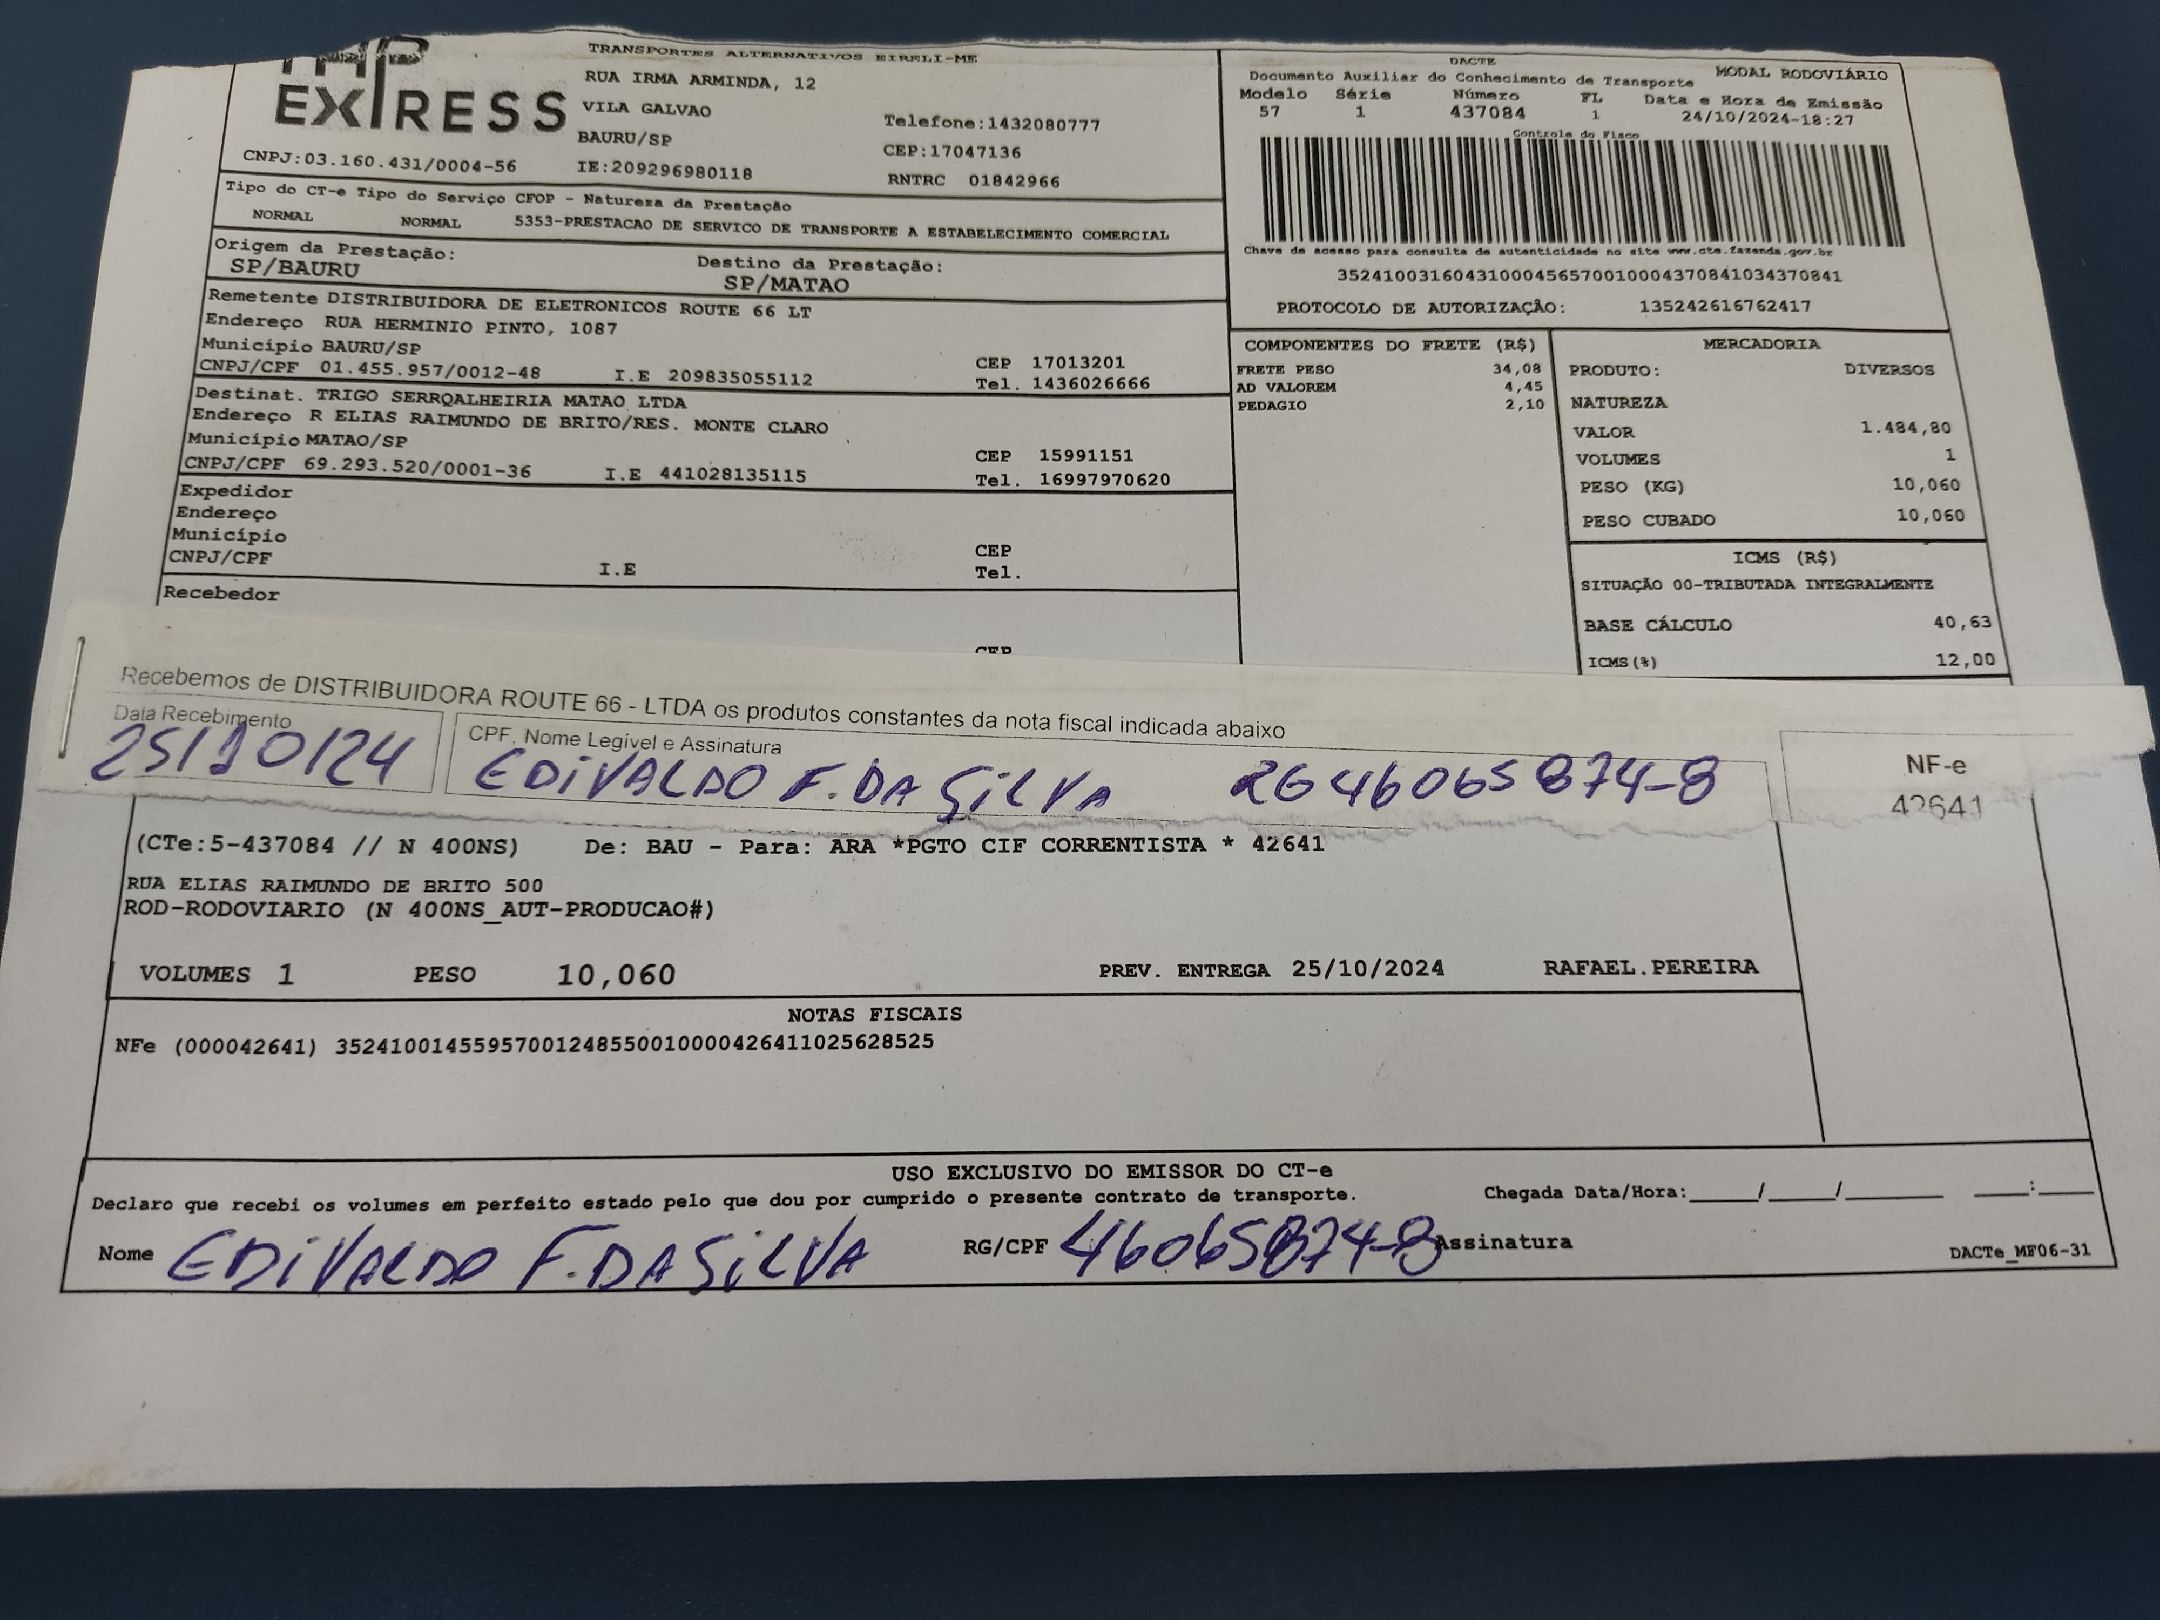 EXPRESS
TRANSPORTES ALTERNATIVOS EIRELI-ME
RUA IRMA ARMINDA, 12
VILA GALVAO
BAURU/SP
Telefone:1432080777
CEP:17047136
CNPJ:03.160.431/0004-56 IE:209296980118 RNTRC 01842966
DACTE
Documento Auxiliar do Conhecimento de Transporte MODAL RODOVIÁRIO
Modelo Série Número FL Data e Hora de Emissão
57 1 437084 1 24/10/2024-18:27
Controle do Fisco
Chave de acesso para consulta de autenticidade no site www.cte.fazenda.gov.br
35241003160431000456570010004370841034370841
PROTOCOLO DE AUTORIZAÇÃO: 135242616762417
Tipo do CT-e Tipo do Serviço CFOP - Natureza da Prestação
NORMAL NORMAL 5353-PRESTACAO DE SERVICO DE TRANSPORTE A ESTABELECIMENTO COMERCIAL
Origem da Prestação: Destino da Prestação:
SP/BAURU SP/MATAO
Remetente DISTRIBUIDORA DE ELETRONICOS ROUTE 66 LT
Endereço RUA HERMINIO PINTO, 1087
Município BAURU/SP CEP 17013201
CNPJ/CPF 01.455.957/0012-48 I.E 209835055112 Tel. 1436026666
Destinat. TRIGO SERRQALHEIRIA MATAO LTDA
Endereço R ELIAS RAIMUNDO DE BRITO/RES. MONTE CLARO
Município MATAO/SP CEP 15991151
CNPJ/CPF 69.293.520/0001-36 I.E 441028135115 Tel. 16997970620
Expedidor
Endereço
Município CEP
CNPJ/CPF I.E Tel.
Recebedor
CEP
COMPONENTES DO FRETE (R$)
FRETE PESO 34,08
AD VALOREM 4,45
PEDAGIO 2,10
MERCADORIA
PRODUTO: DIVERSOS
NATUREZA
VALOR 1.484,80
VOLUMES 1
PESO (KG) 10,060
PESO CUBADO 10,060
ICMS (R$)
SITUAÇÃO 00-TRIBUTADA INTEGRALMENTE
BASE CÁLCULO 40,63
ICMS(%) 12,00
Recebemos de DISTRIBUIDORA ROUTE 66 - LTDA os produtos constantes da nota fiscal indicada abaixo
Data Recebimento CPF, Nome Legível e Assinatura
25/10/24 EDIVALDO F. DA SILVA RG 46065874-8
NF-e
42641
(CTe:5-437084 // N 400NS) De: BAU - Para: ARA *PGTO CIF CORRENTISTA * 42641
RUA ELIAS RAIMUNDO DE BRITO 500
ROD-RODOVIARIO (N 400NS_AUT-PRODUCAO#)
VOLUMES 1 PESO 10,060 PREV. ENTREGA 25/10/2024 RAFAEL.PEREIRA
NOTAS FISCAIS
NFe (000042641) 35241001455957001248550010000426411025628525
USO EXCLUSIVO DO EMISSOR DO CT-e
Declaro que recebi os volumes em perfeito estado pelo que dou por cumprido o presente contrato de transporte. Chegada Data/Hora:_____/_____/_______ ____:____
Nome EDIVALDO F. DA SILVA RG/CPF 46065874-8 Assinatura DACTe_MF06-31